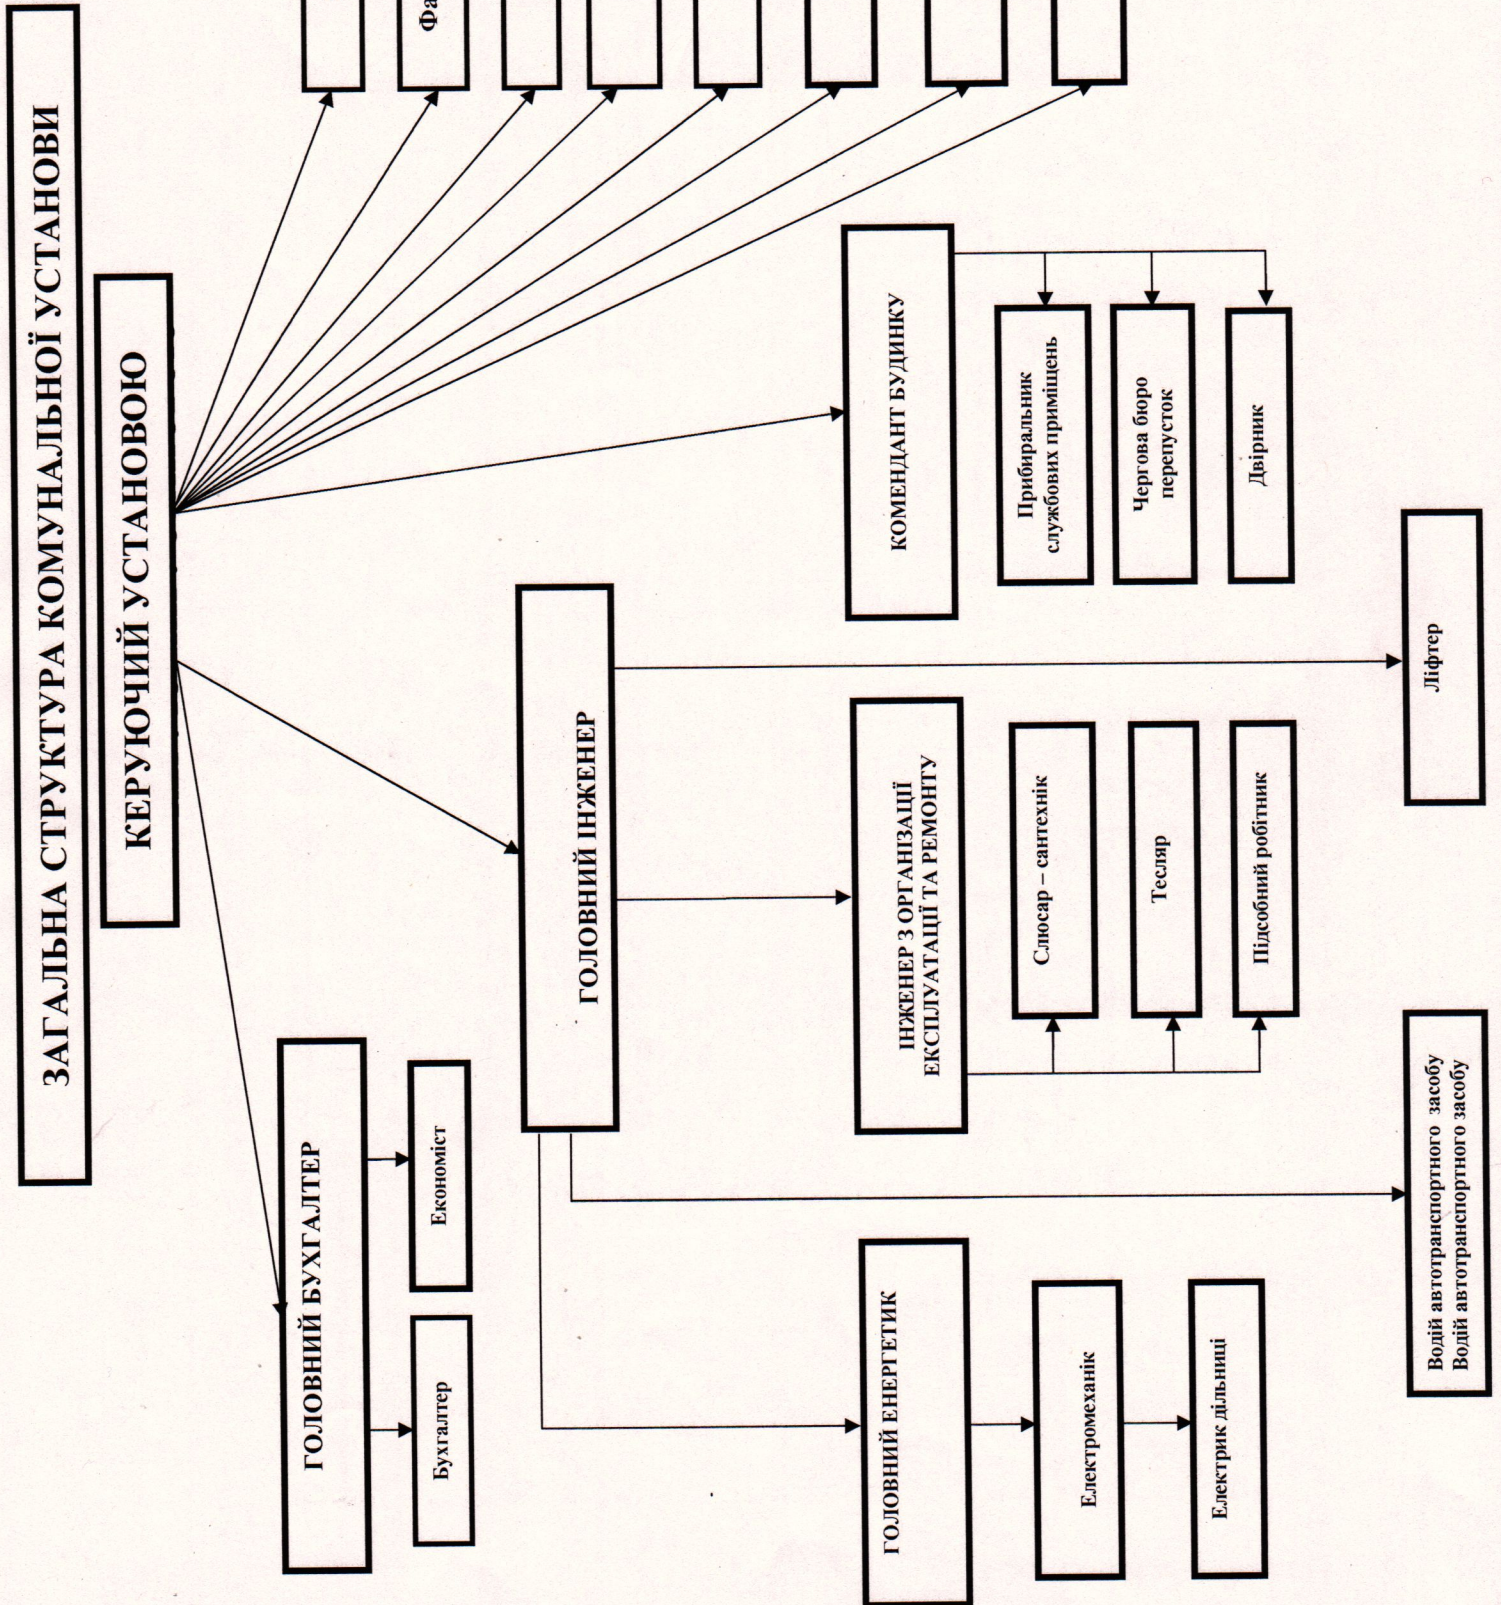 ЗАГАЛЬНА СТРУКТУРА КОМУНАЛЬНОЇ УСТАНОВИ
КЕРУЮЧИЙ УСТАНОВОЮ
ГОЛОВНИЙ БУХГАЛТЕР
Бухгалтер
Економіст
ГОЛОВНИЙ ІНЖЕНЕР
ГОЛОВНИЙ ЕНЕРГЕТИК
Електромеханік
Електрик дільниці
ІНЖЕНЕР З ОРГАНІЗАЦІЇ
ЕКСПЛУАТАЦІЇ ТА РЕМОНТУ
Слюсар – сантехнік
Тесляр
Підсобний робітник
КОМЕНДАНТ БУДИНКУ
Прибиральник
службових приміщень
Чергова бюро
перепусток
Двірник
Водій автотранспортного засобу
Водій автотранспортного засобу
Ліфтер
Фа